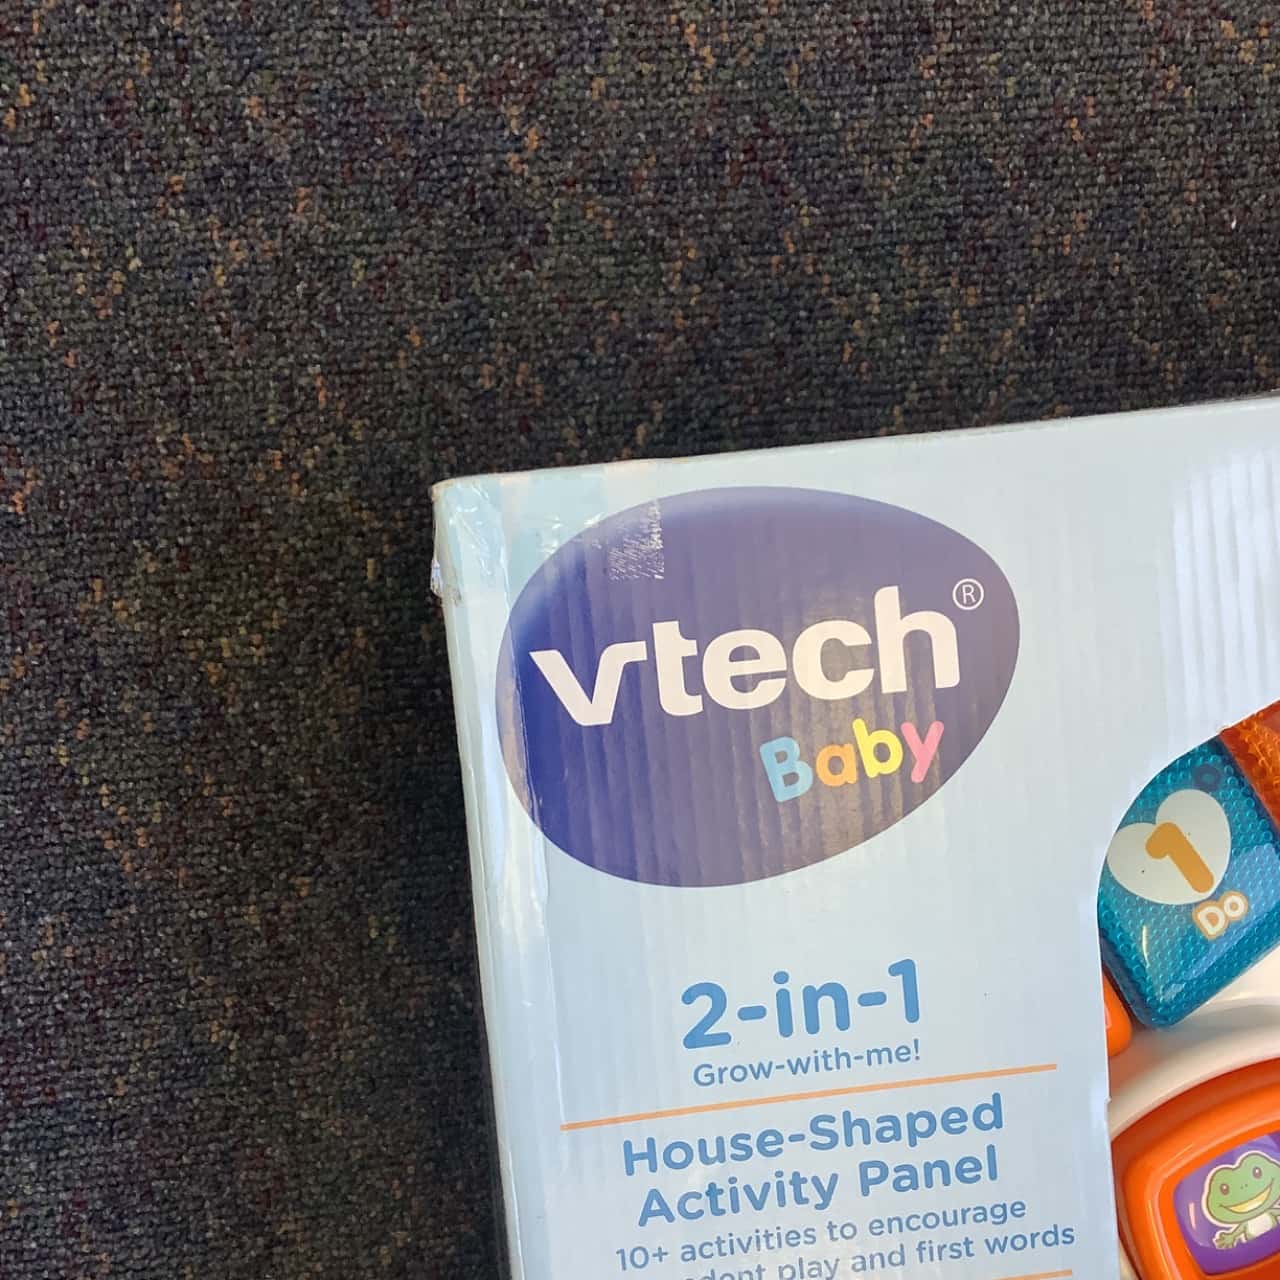 vtech®
Baby
2-in-1
Grow-with-me!
House-Shaped
Activity Panel
10+ activities to encourage
play and first words
1
Do